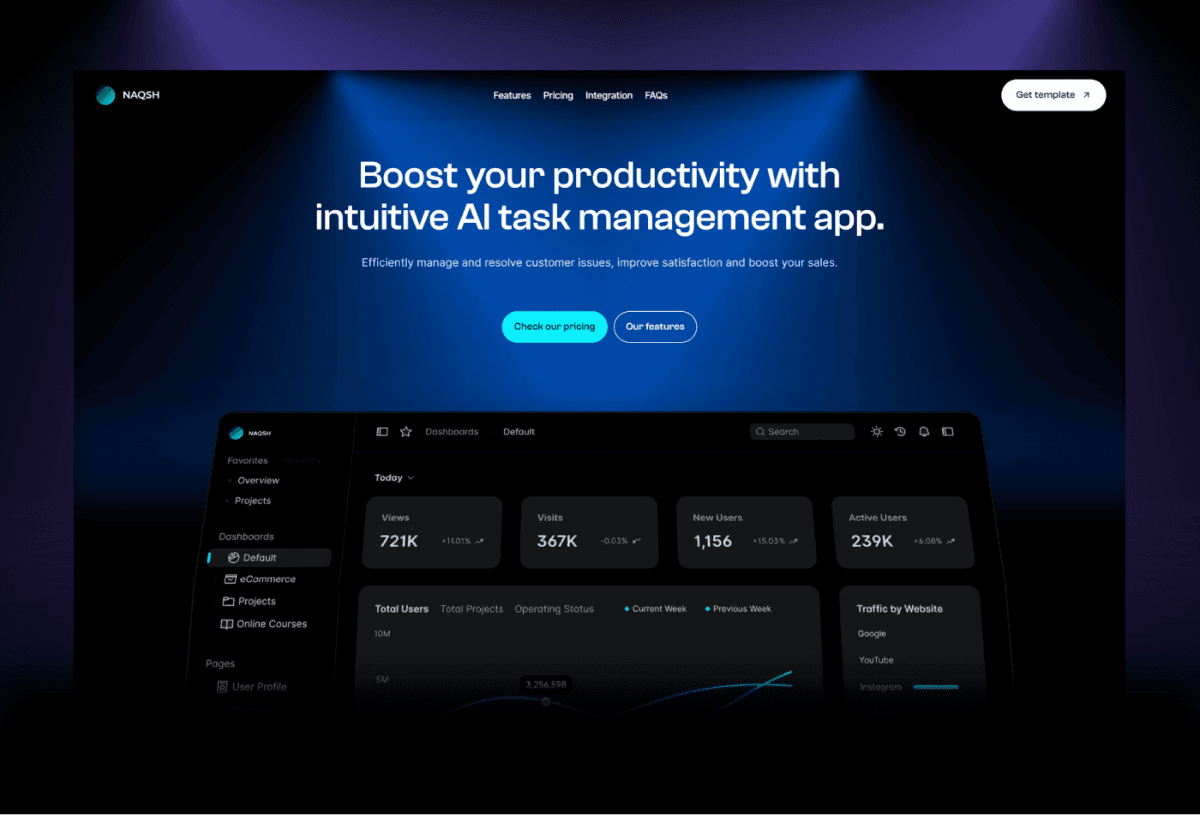 NAQSH
Features Pricing Integration FAQs
Get template
Boost your productivity with
intuitive AI task management app.
Efficiently manage and resolve customer issues, improve satisfaction and boost your sales.
Check our pricing
Our features
NAQSH
Dashboards / Default
Search
Favorites Recently
Overview
Projects
Dashboards
Default
eCommerce
Projects
Online Courses
Pages
User Profile
Today
Views
721K +11.01%
Visits
367K -0.03%
New Users
1,156 +15.03%
Active Users
239K +6.08%
Total Users Total Projects Operating Status
Current Week Previous Week
10M
5M
3,256,598
Traffic by Website
Google
YouTube
Instagram